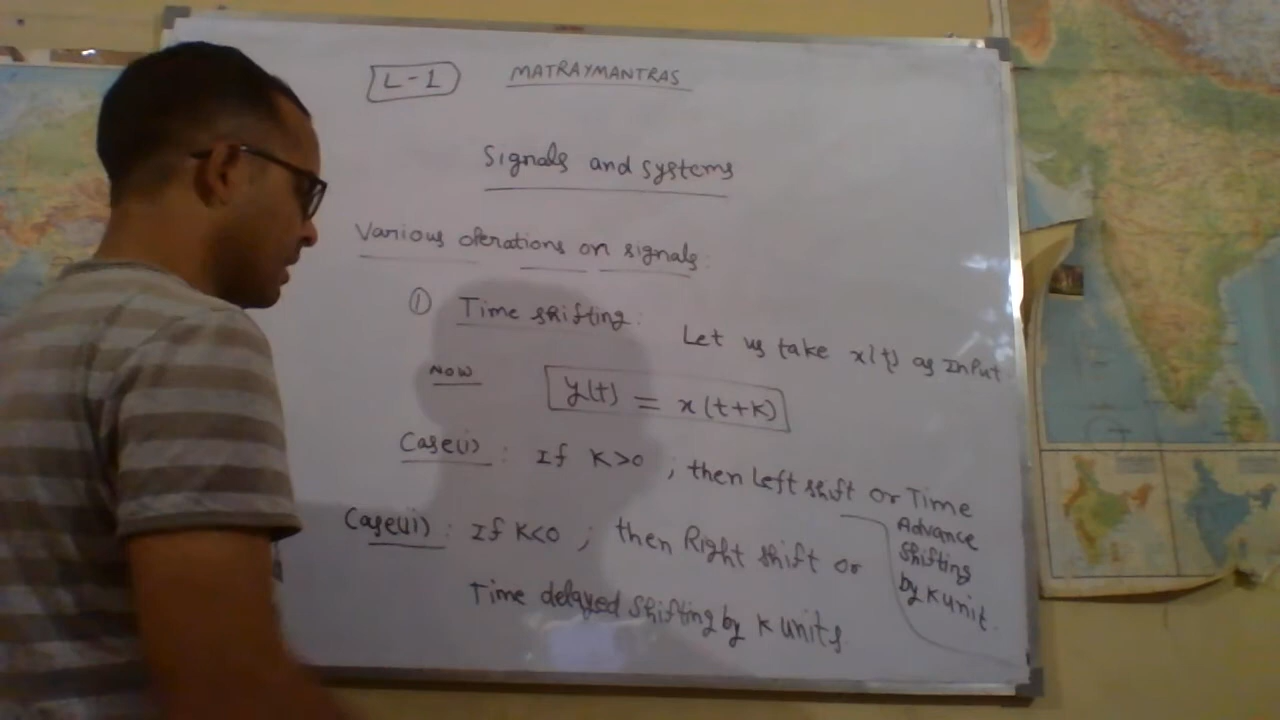 L-1 MATRAYMANTRAS
Signals and systems
Various operations on signals:
① Time shifting: Let us take x(t) as Input
NOW y(t) = x(t+k)
Case(i) : If K>0 ; then Left shift or Time
Advance
shifting
by K unit.
Case(ii) : If K<0 ; then Right shift or
Time delayed shifting by K units